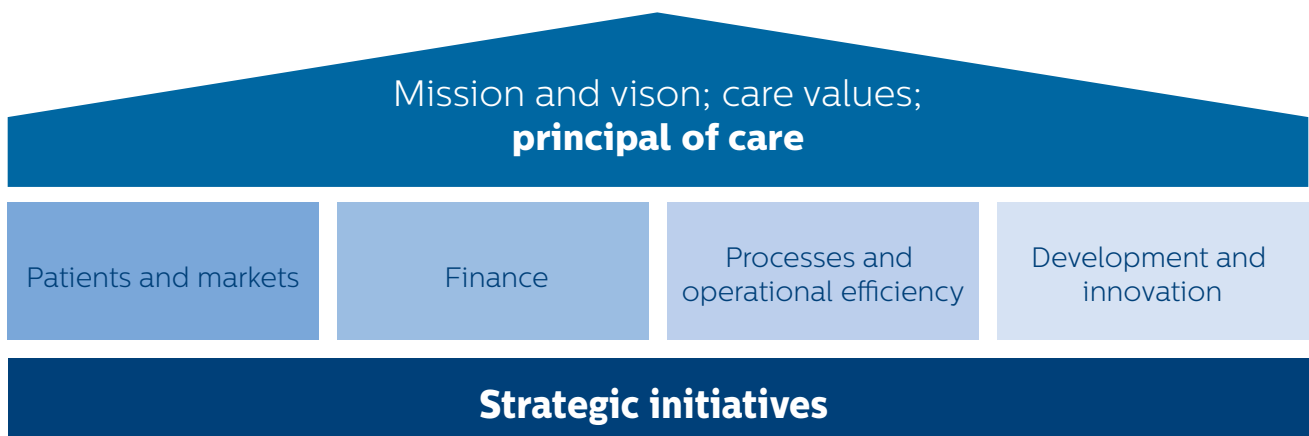 Mission and vison; care values;
principal of care
Patients and markets
Finance
Processes and
operational efficiency
Development and
innovation
Strategic initiatives